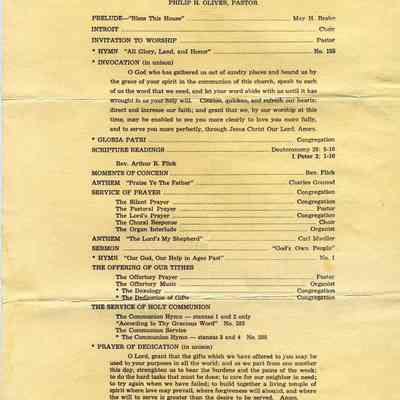 PHILIP H. OLIVER, PASTOR
PRELUDE—"Bless This House" May H. Brahe
INTROIT Choir
INVITATION TO WORSHIP Pastor
* HYMN "All Glory, Laud, and Honor" No. 155
* INVOCATION (in unison)
O God who has gathered us out of sundry places and bound us by
the grace of your spirit in the communion of this church, speak to each
of us the word that we need, and let your word abide with us until it has
wrought in us your holy will. Cleanse, quicken, and refresh our hearts;
direct and increase our faith; and grant that we, by our worship at this
time, may be enabled to see you more clearly to love you more fully,
and to serve you more perfectly, through Jesus Christ Our Lord. Amen.
* GLORIA PATRI Congregation
SCRIPTURE READINGS Deuteronomy 29: 5-10
I Peter 2: 1-10
Rev. Arthur R. Flick
MOMENTS OF CONCERN Rev. Flick
ANTHEM "Praise Ye The Father" Charles Gounod
SERVICE OF PRAYER Congregation
The Silent Prayer Congregation
The Pastoral Prayer Pastor
The Lord's Prayer Congregation
The Choral Response Choir
The Organ Interlude Organist
ANTHEM "The Lord's My Shepherd" Carl Mueller
SERMON "God's Own People"
* HYMN "Our God, Our Help in Ages Past" No. 1
THE OFFERING OF OUR TITHES
The Offertory Prayer Pastor
The Offertory Music Organist
* The Doxology Congregation
* The Dedication of Gifts Congregation
THE SERVICE OF HOLY COMMUNION
The Communion Hymn — stanzas 1 and 2 only
"According to Thy Gracious Word" No.
The Communion Service
* The Communion Hymn — stanzas 3 and 4 No.
* PRAYER OF DEDICATION (in unison)
O Lord, grant that the gifts which we have offered to you may be
used to your purposes in all the world; and as we part from one another
this day, strengthen us to bear the burdens and the pains of the week;
to do the hard tasks that must be done; to care for our neighbor in need;
to try again when we have failed; to build together a living temple of
spirit where love may prevail, where forgiveness will abound, and where
the will to serve is greater than the desire to be served. Amen.